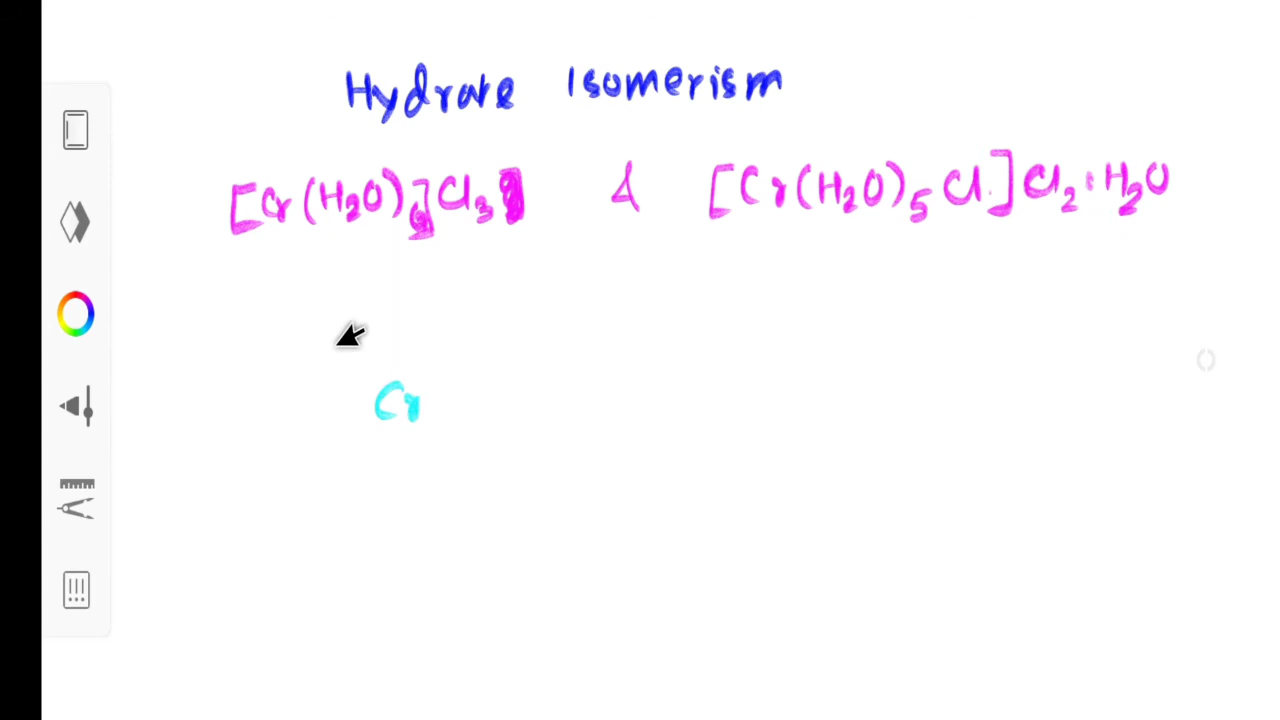 Hydrate Isomerism
[Cr(H₂O)₆]Cl₃ & [Cr(H₂O)₅Cl]Cl₂·H₂O
Cr